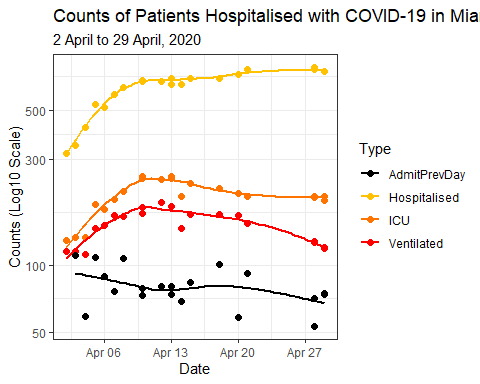 Counts of Patients Hospitalised with COVID-19 in
2 April to 29 April, 2020
Counts (Log10 Scale)
500
300
100
50
Apr 06
Apr 13
Apr 20
Apr 27
Date
Type
AdmitPrevDay
Hospitalised
ICU
Ventilated